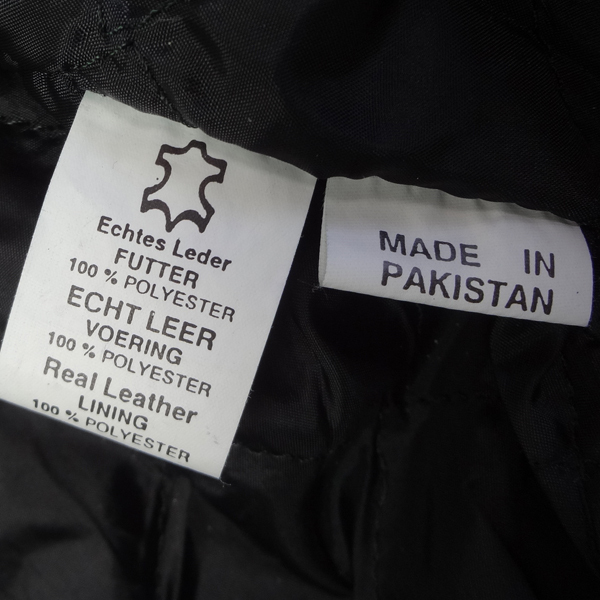 Echtes Leder
FUTTER
100 % POLYESTER
ECHT LEER
VOERING
100 % POLYESTER
Real Leather
LINING
100 % POLYESTER
MADE IN
PAKISTAN